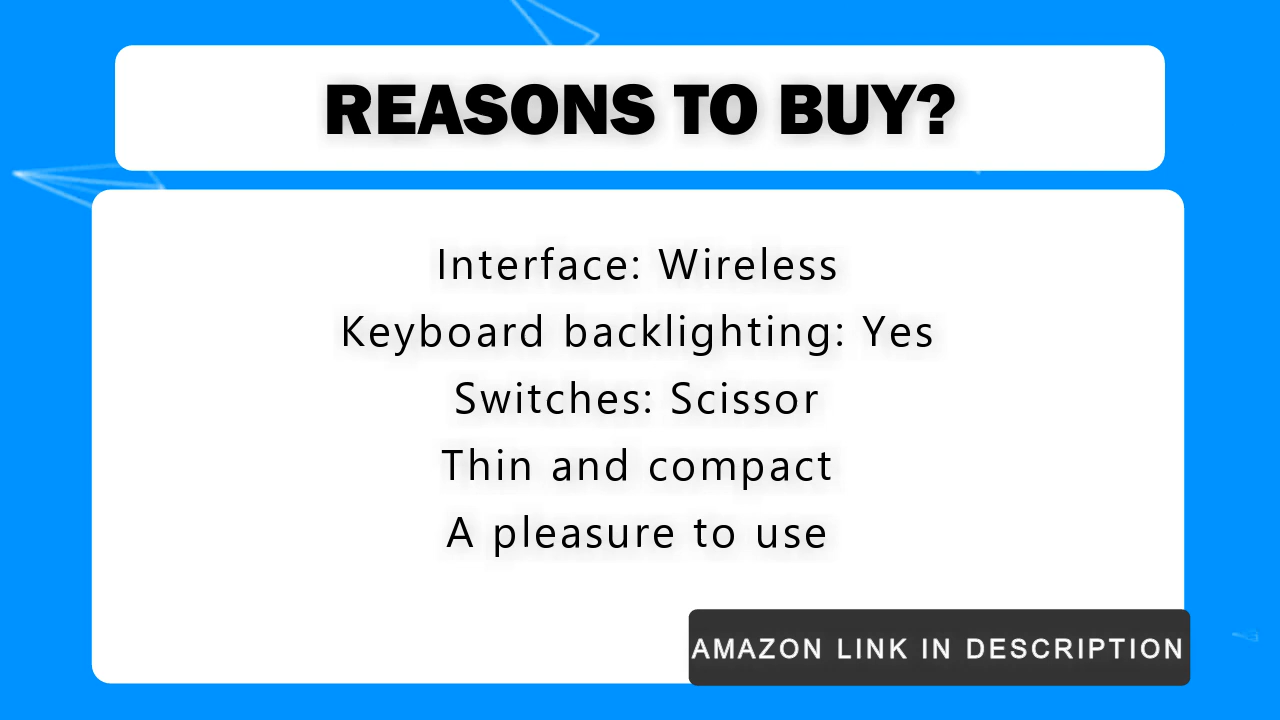 REASONS TO BUY?
Interface: Wireless
Keyboard backlighting: Yes
Switches: Scissor
Thin and compact
A pleasure to use
AMAZON LINK IN DESCRIPTION